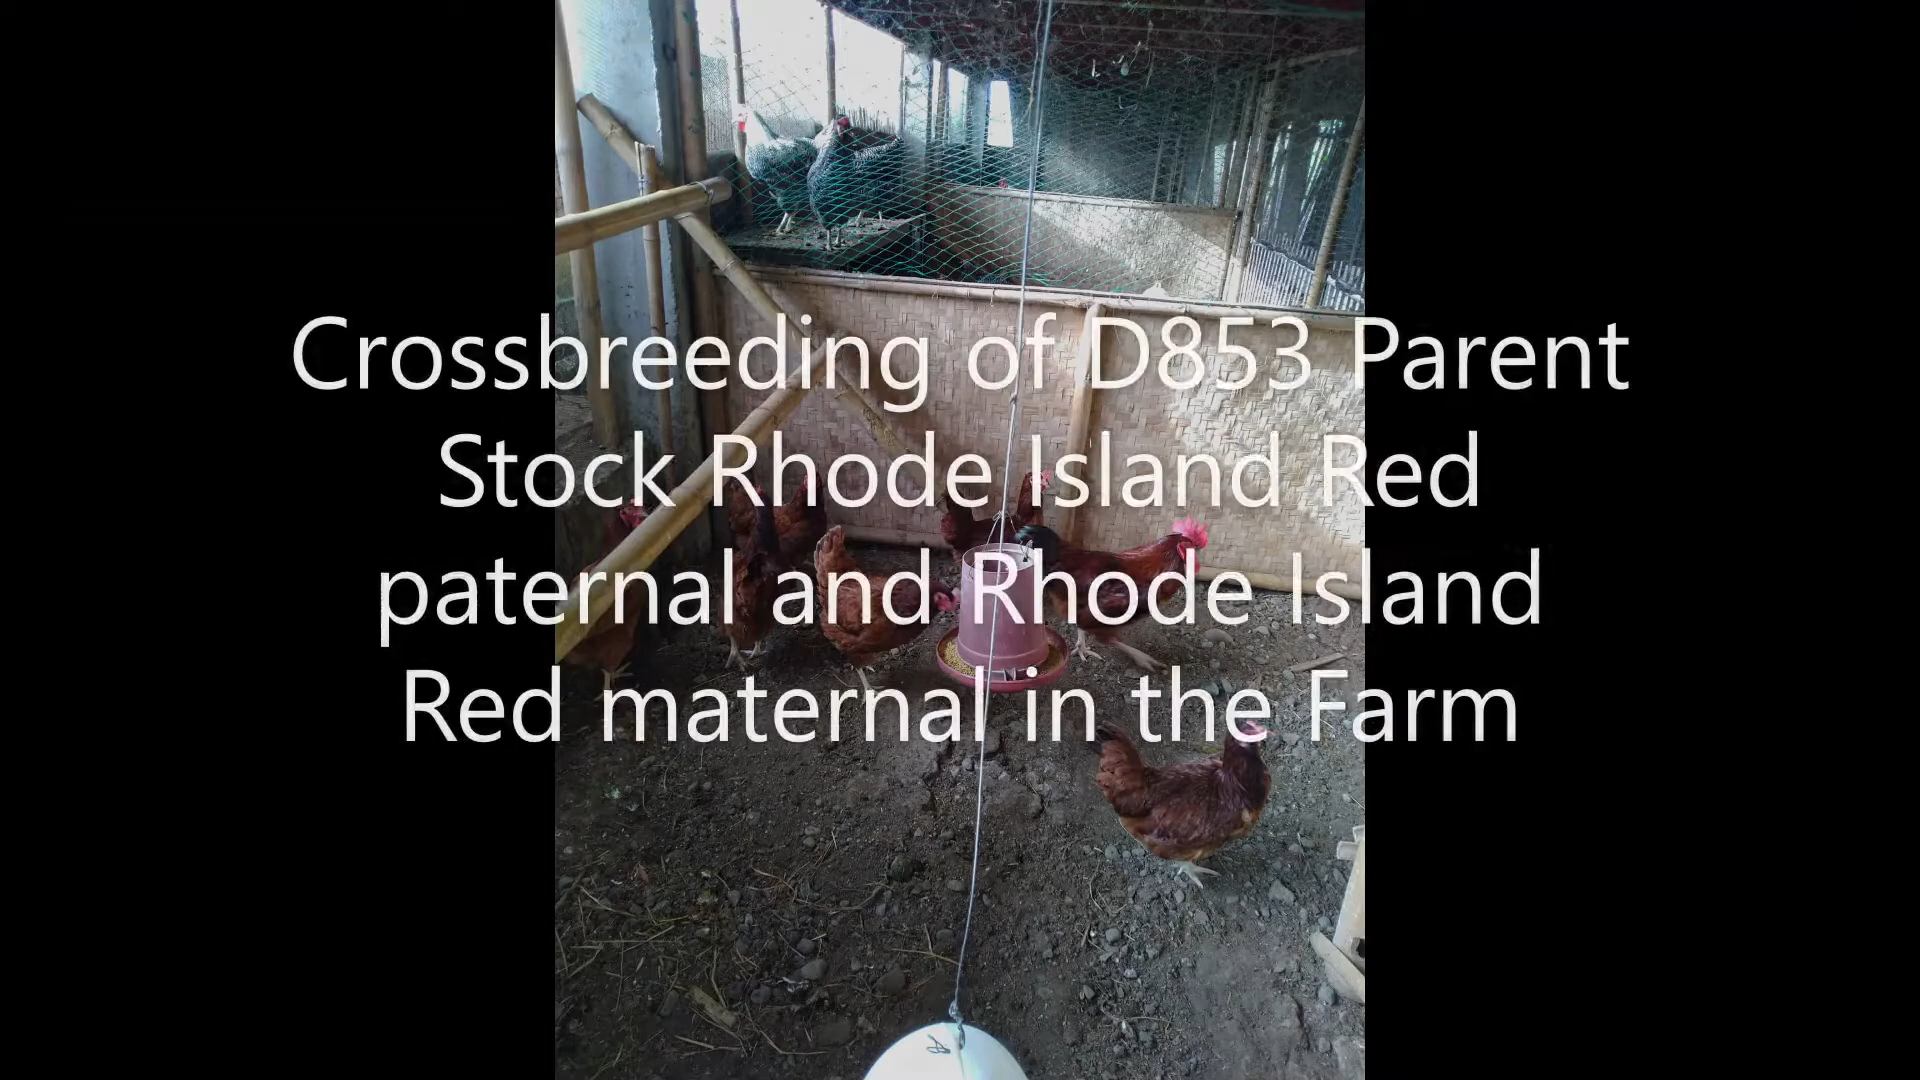 Crossbreeding of D853 Parent
Stock Rhode Island Red
paternal and Rhode Island
Red maternal in the Farm